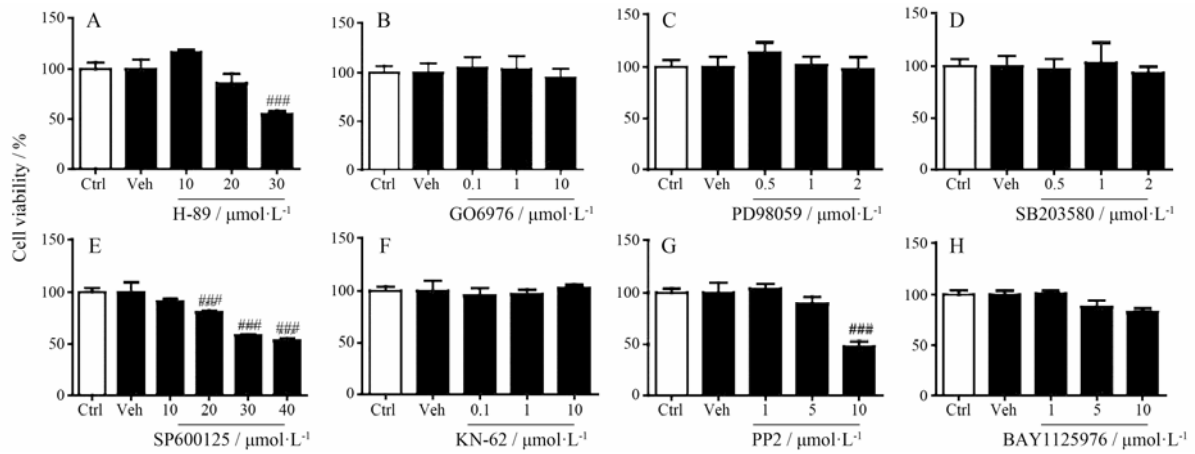 Cell viability / %
A
150
100
50
0
###
Ctrl Veh 10 20 30
H-89 / μmol·L⁻¹
B
150
100
50
0
Ctrl Veh 0.1 1 10
GO6976 / μmol·L⁻¹
C
150
100
50
0
Ctrl Veh 0.5 1 2
PD98059 / μmol·L⁻¹
D
150
100
50
0
Ctrl Veh 0.5 1 2
SB203580 / μmol·L⁻¹
E
150
100
50
0
### ### ###
Ctrl Veh 10 20 30 40
SP600125 / μmol·L⁻¹
F
150
100
50
0
Ctrl Veh 0.1 1 10
KN-62 / μmol·L⁻¹
G
150
100
50
0
###
Ctrl Veh 1 5 10
PP2 / μmol·L⁻¹
H
150
100
50
0
Ctrl Veh 1 5 10
BAY1125976 / μmol·L⁻¹